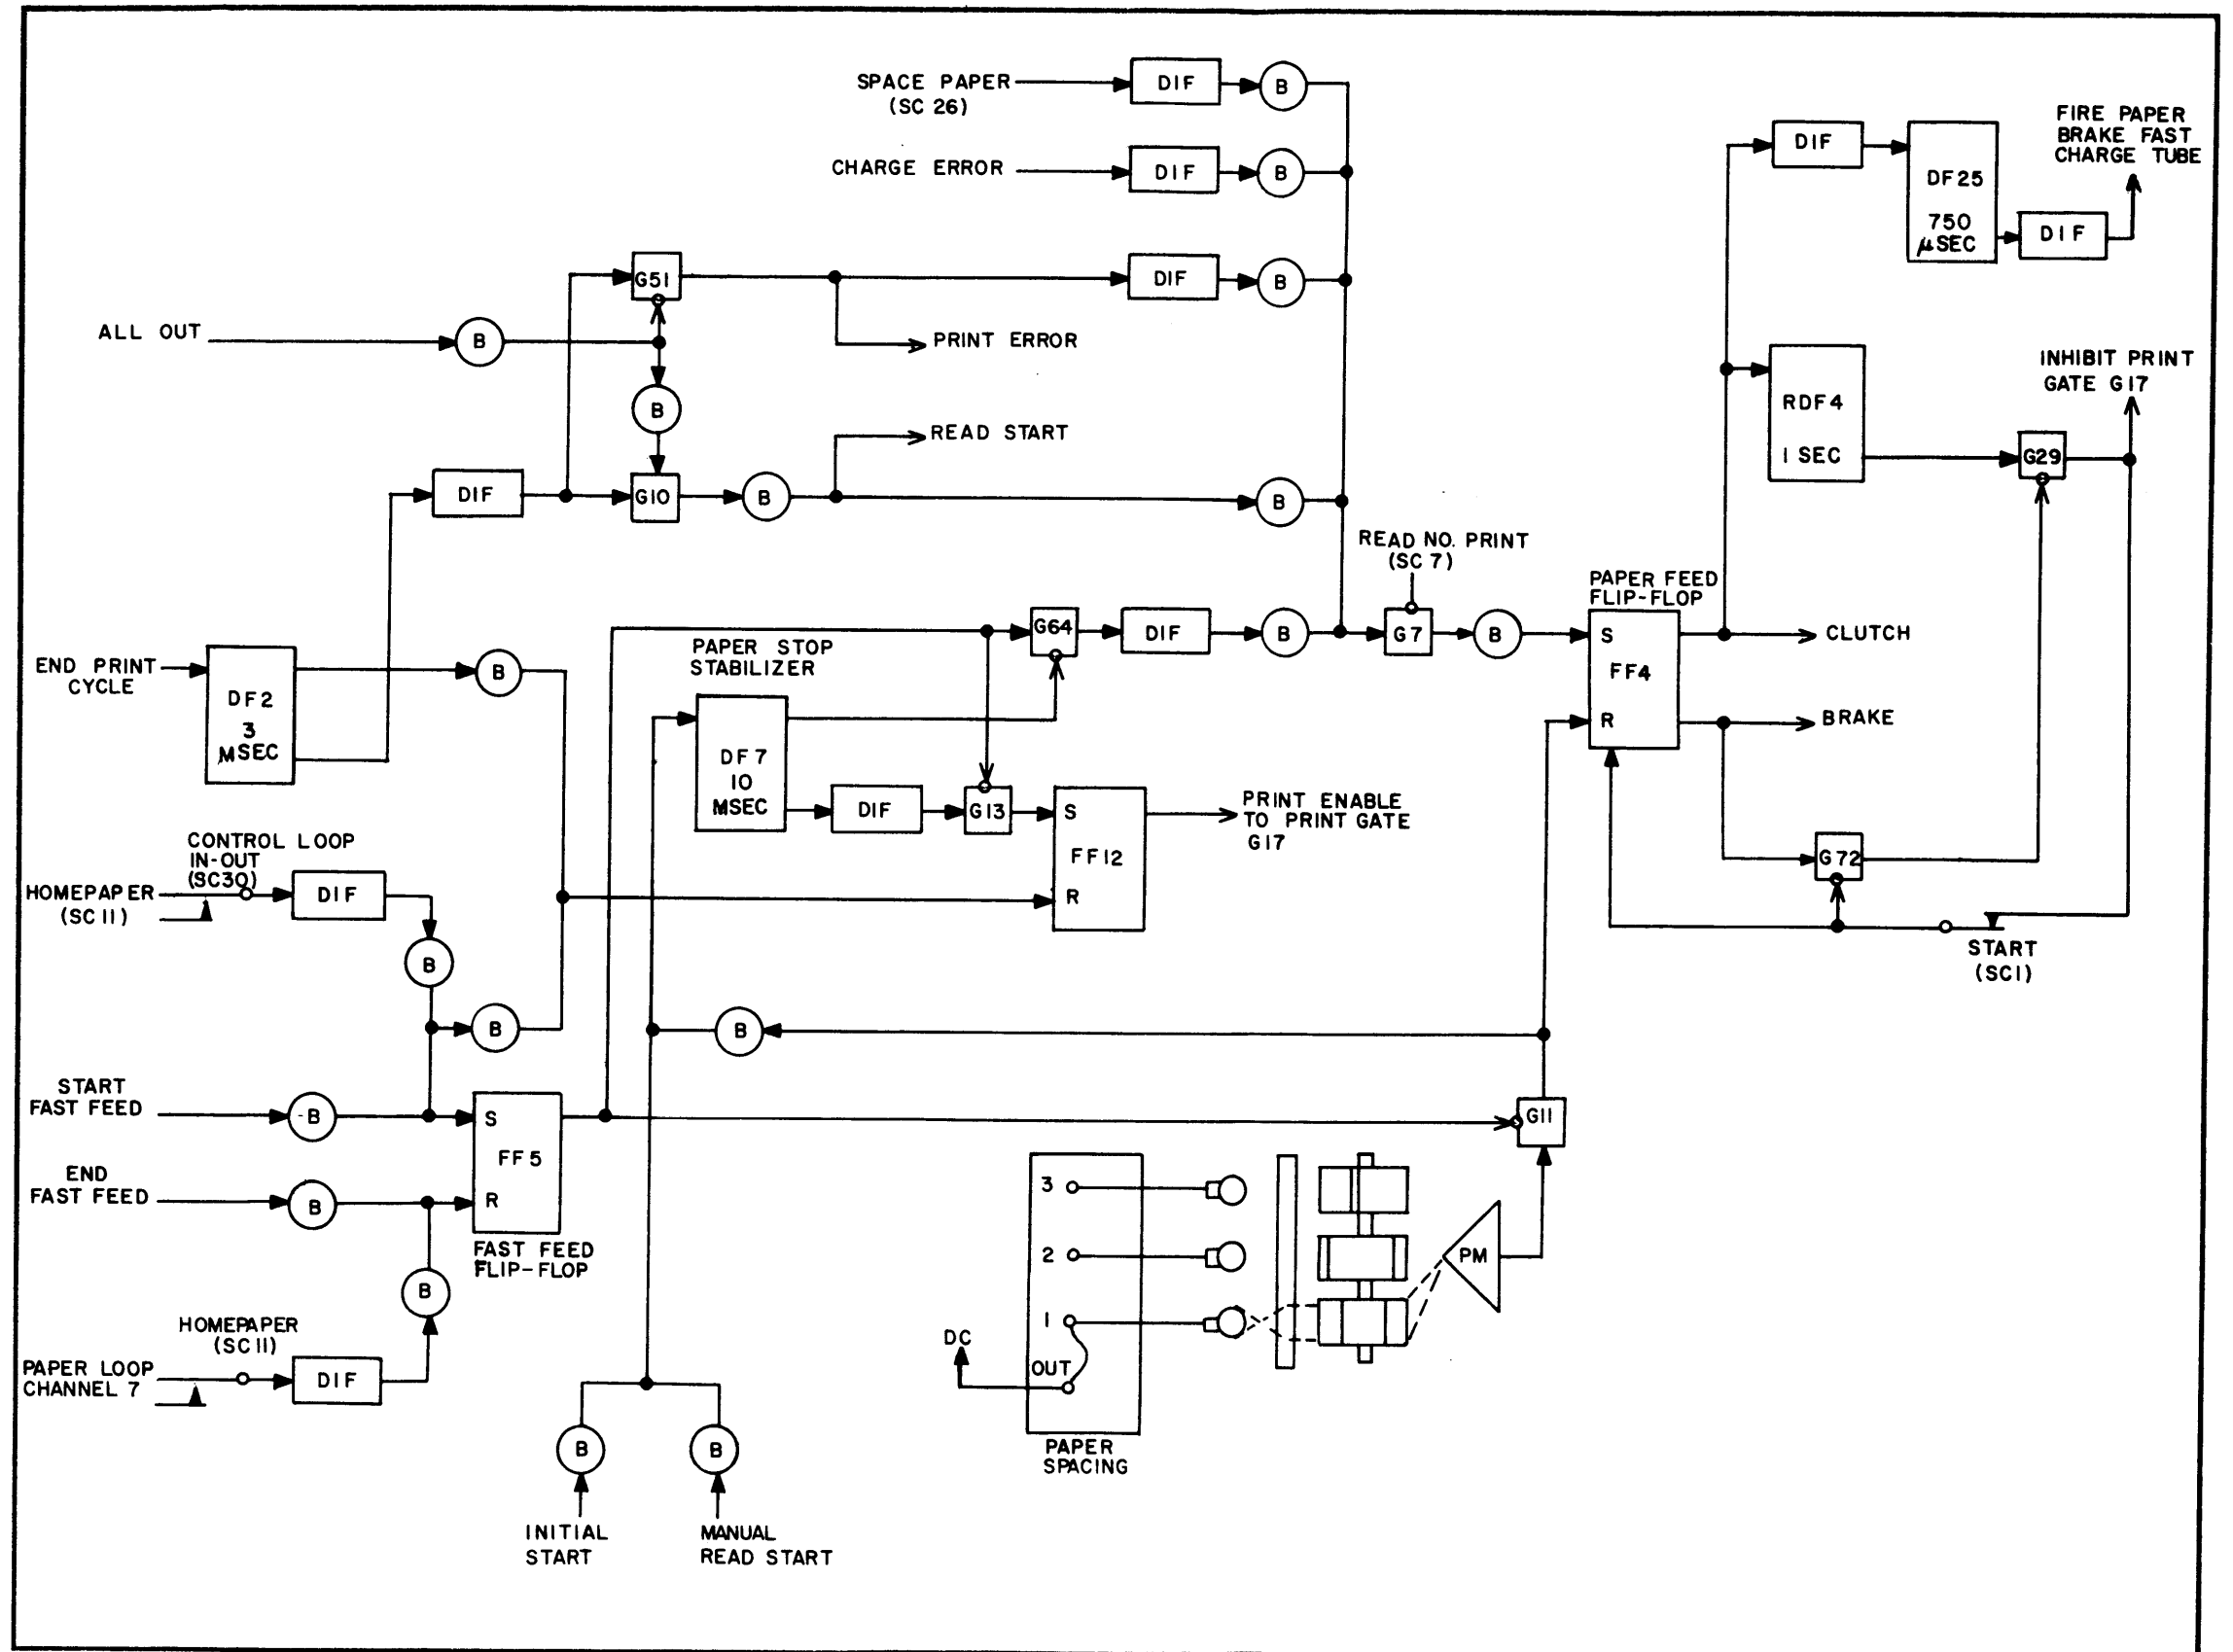 SPACE PAPER
(SC 26)
DIF
B
CHARGE ERROR
DIF
B
FIRE PAPER
BRAKE FAST
CHARGE TUBE
DIF
DF25
750
μSEC
DIF
G51
DIF
B
ALL OUT
B
PRINT ERROR
B
READ START
INHIBIT PRINT
GATE G17
RDF4
1 SEC
G29
DIF
G10
B
B
READ NO. PRINT
(SC 7)
PAPER FEED
FLIP-FLOP
G64
DIF
B
G7
B
S
FF4
R
CLUTCH
BRAKE
END PRINT
CYCLE
DF2
3
MSEC
B
PAPER STOP
STABILIZER
DF7
10
MSEC
DIF
G13
S
FF12
R
PRINT ENABLE
TO PRINT GATE
G17
G72
START
(SC1)
CONTROL LOOP
IN-OUT
(SC30)
HOMEPAPER
(SC11)
DIF
B
B
B
START
FAST FEED
B
S
FF5
R
END
FAST FEED
B
FAST FEED
FLIP-FLOP
B
HOMEPAPER
(SC11)
PAPER LOOP
CHANNEL 7
DIF
G11
3
2
1
OUT
DC
PM
PAPER
SPACING
B
B
INITIAL
START
MANUAL
READ START